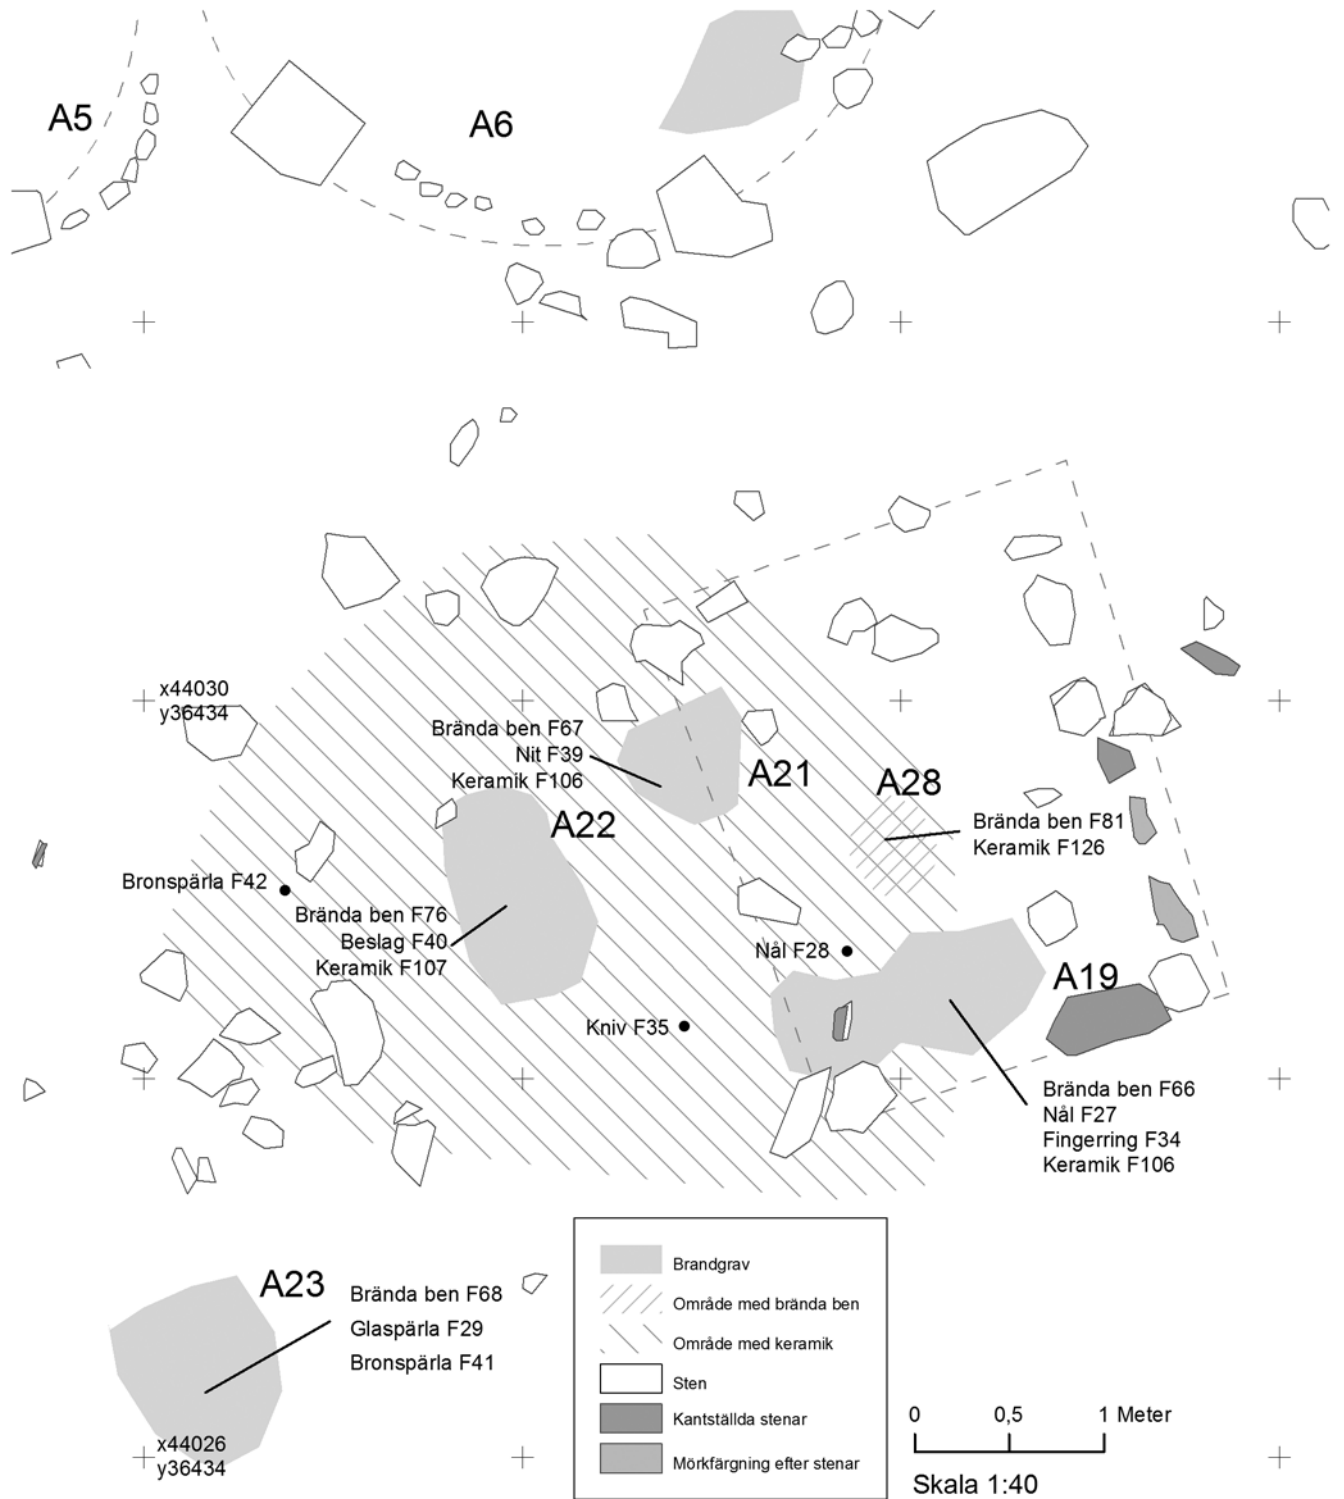 A5
A6
x44030
y36434
Brända ben F67
Nit F39
Keramik F106
A21
A28
A22
Brända ben F81
Keramik F126
Bronspärla F42
Brända ben F76
Beslag F40
Keramik F107
Nål F28
A19
Kniv F35
Brända ben F66
Nål F27
Fingerring F34
Keramik F106
A23
Brända ben F68
Glaspärla F29
Bronspärla F41
x44026
y36434
Brandgrav
Område med brända ben
Område med keramik
Sten
Kantställda stenar
Mörkfärgning efter stenar
0 0,5 1 Meter
Skala 1:40